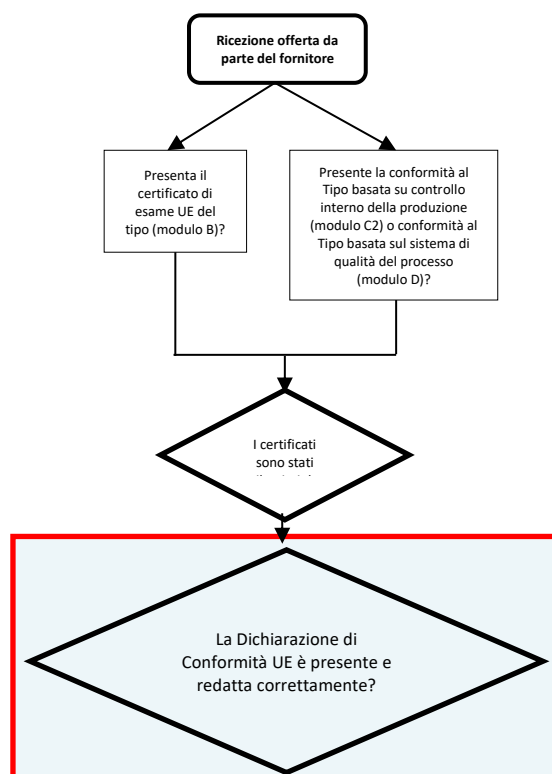 Ricezione offerta da
parte del fornitore
Presenta il
certificato di
esame UE del
tipo (modulo B)?
Presente la conformità al
Tipo basata su controllo
interno della produzione
(modulo C2) o conformità al
Tipo basata sul sistema di
qualità del processo
(modulo D)?
I certificati
sono stati
La Dichiarazione di
Conformità UE è presente e
redatta correttamente?